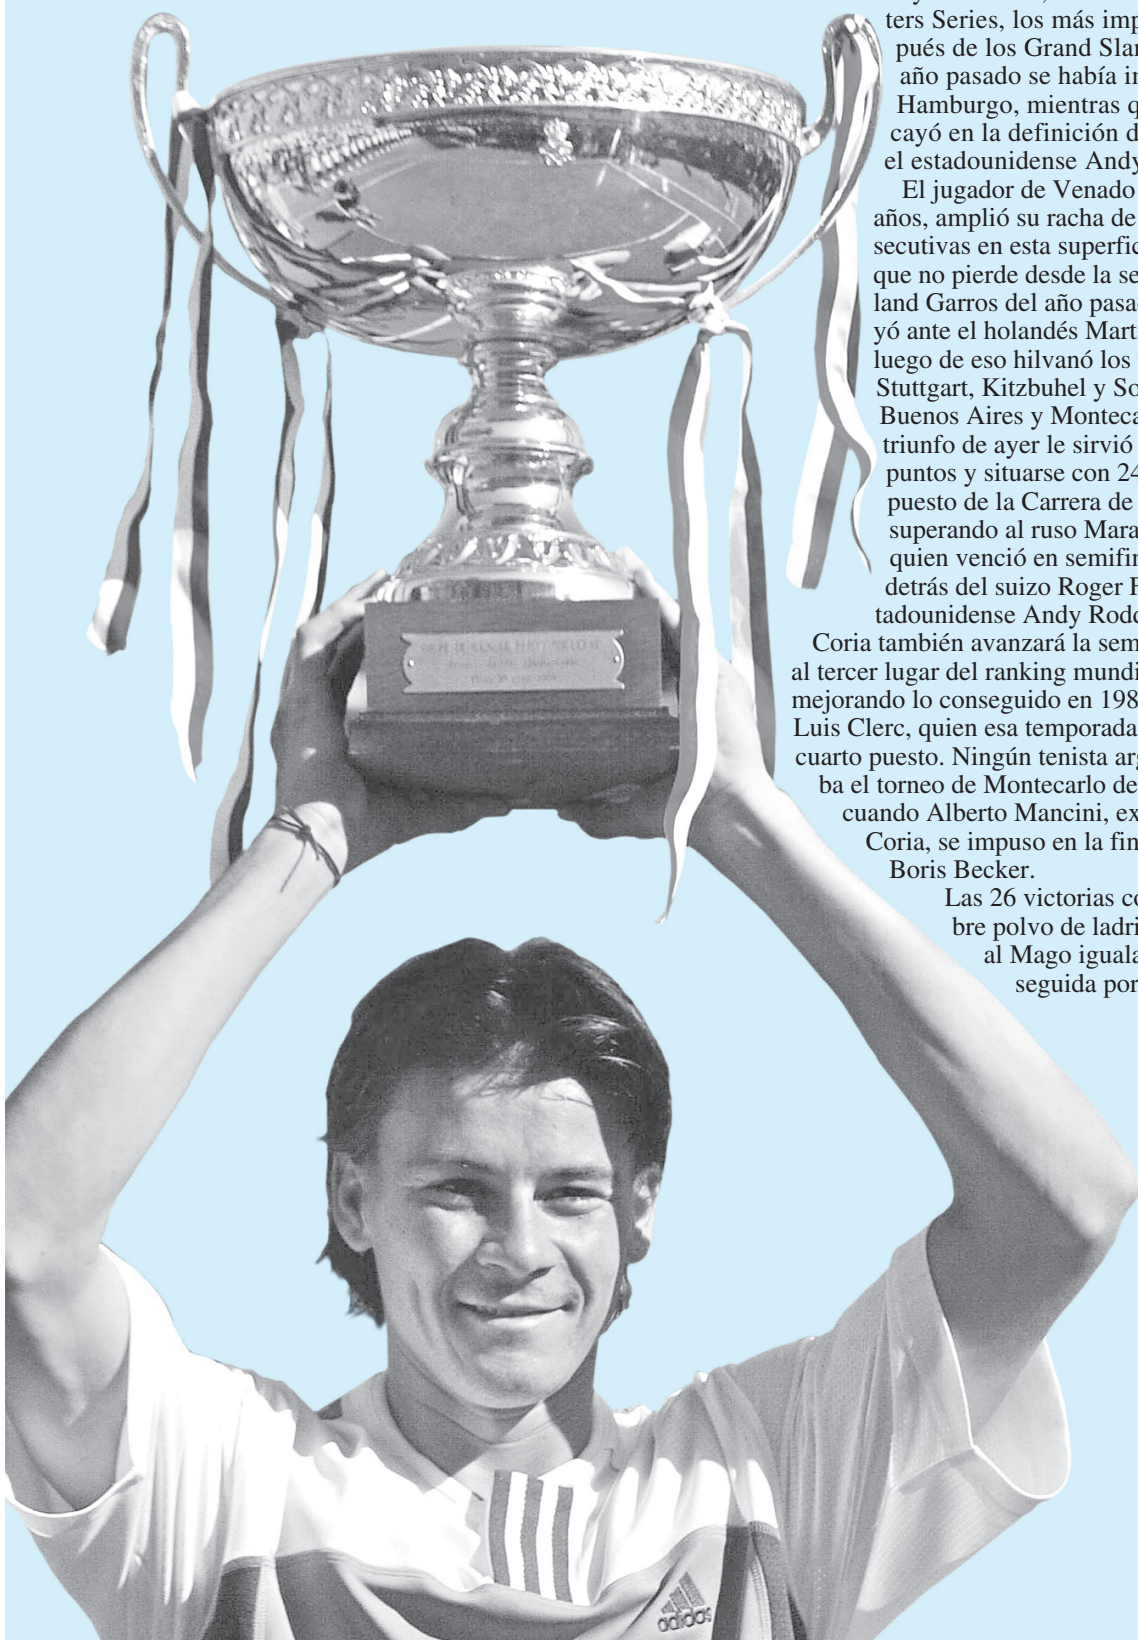 ters Series, los más imp
pués de los Grand Slam
año pasado se había in
Hamburgo, mientras q
cayó en la definición d
el estadounidense Andy
El jugador de Venado
años, amplió su racha de
secutivas en esta superfic
que no pierde desde la se
land Garros del año pasad
yó ante el holandés Marti
luego de eso hilvanó los
Stuttgart, Kitzbuhel y So
Buenos Aires y Monteca
triunfo de ayer le sirvió
puntos y situarse con 24
puesto de la Carrera de
superando al ruso Mara
quien venció en semifin
detrás del suizo Roger F
tadounidense Andy Rodd
Coria también avanzará la sem
al tercer lugar del ranking mundi
mejorando lo conseguido en 198
Luis Clerc, quien esa temporada
cuarto puesto. Ningún tenista arg
ba el torneo de Montecarlo de
cuando Alberto Mancini, ex
Coria, se impuso en la fin
Boris Becker.
Las 26 victorias co
bre polvo de ladri
al Mago iguala
seguida por
adidas